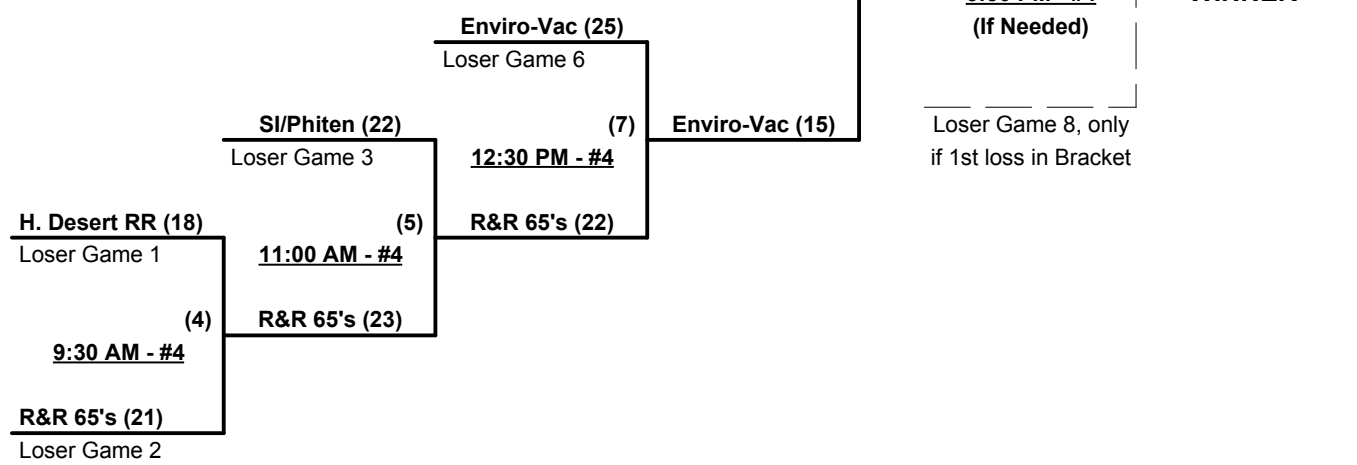 Enviro-Vac (25)
(If Needed)
Loser Game 6
SI/Phiten (22)
(7)
Enviro-Vac (15)
Loser Game 8, only
Loser Game 3
12:30 PM - #4
if 1st loss in Bracket
H. Desert RR (18)
(5)
R&R 65's (22)
Loser Game 1
11:00 AM - #4
(4)
R&R 65's (23)
9:30 AM - #4
R&R 65's (21)
Loser Game 2